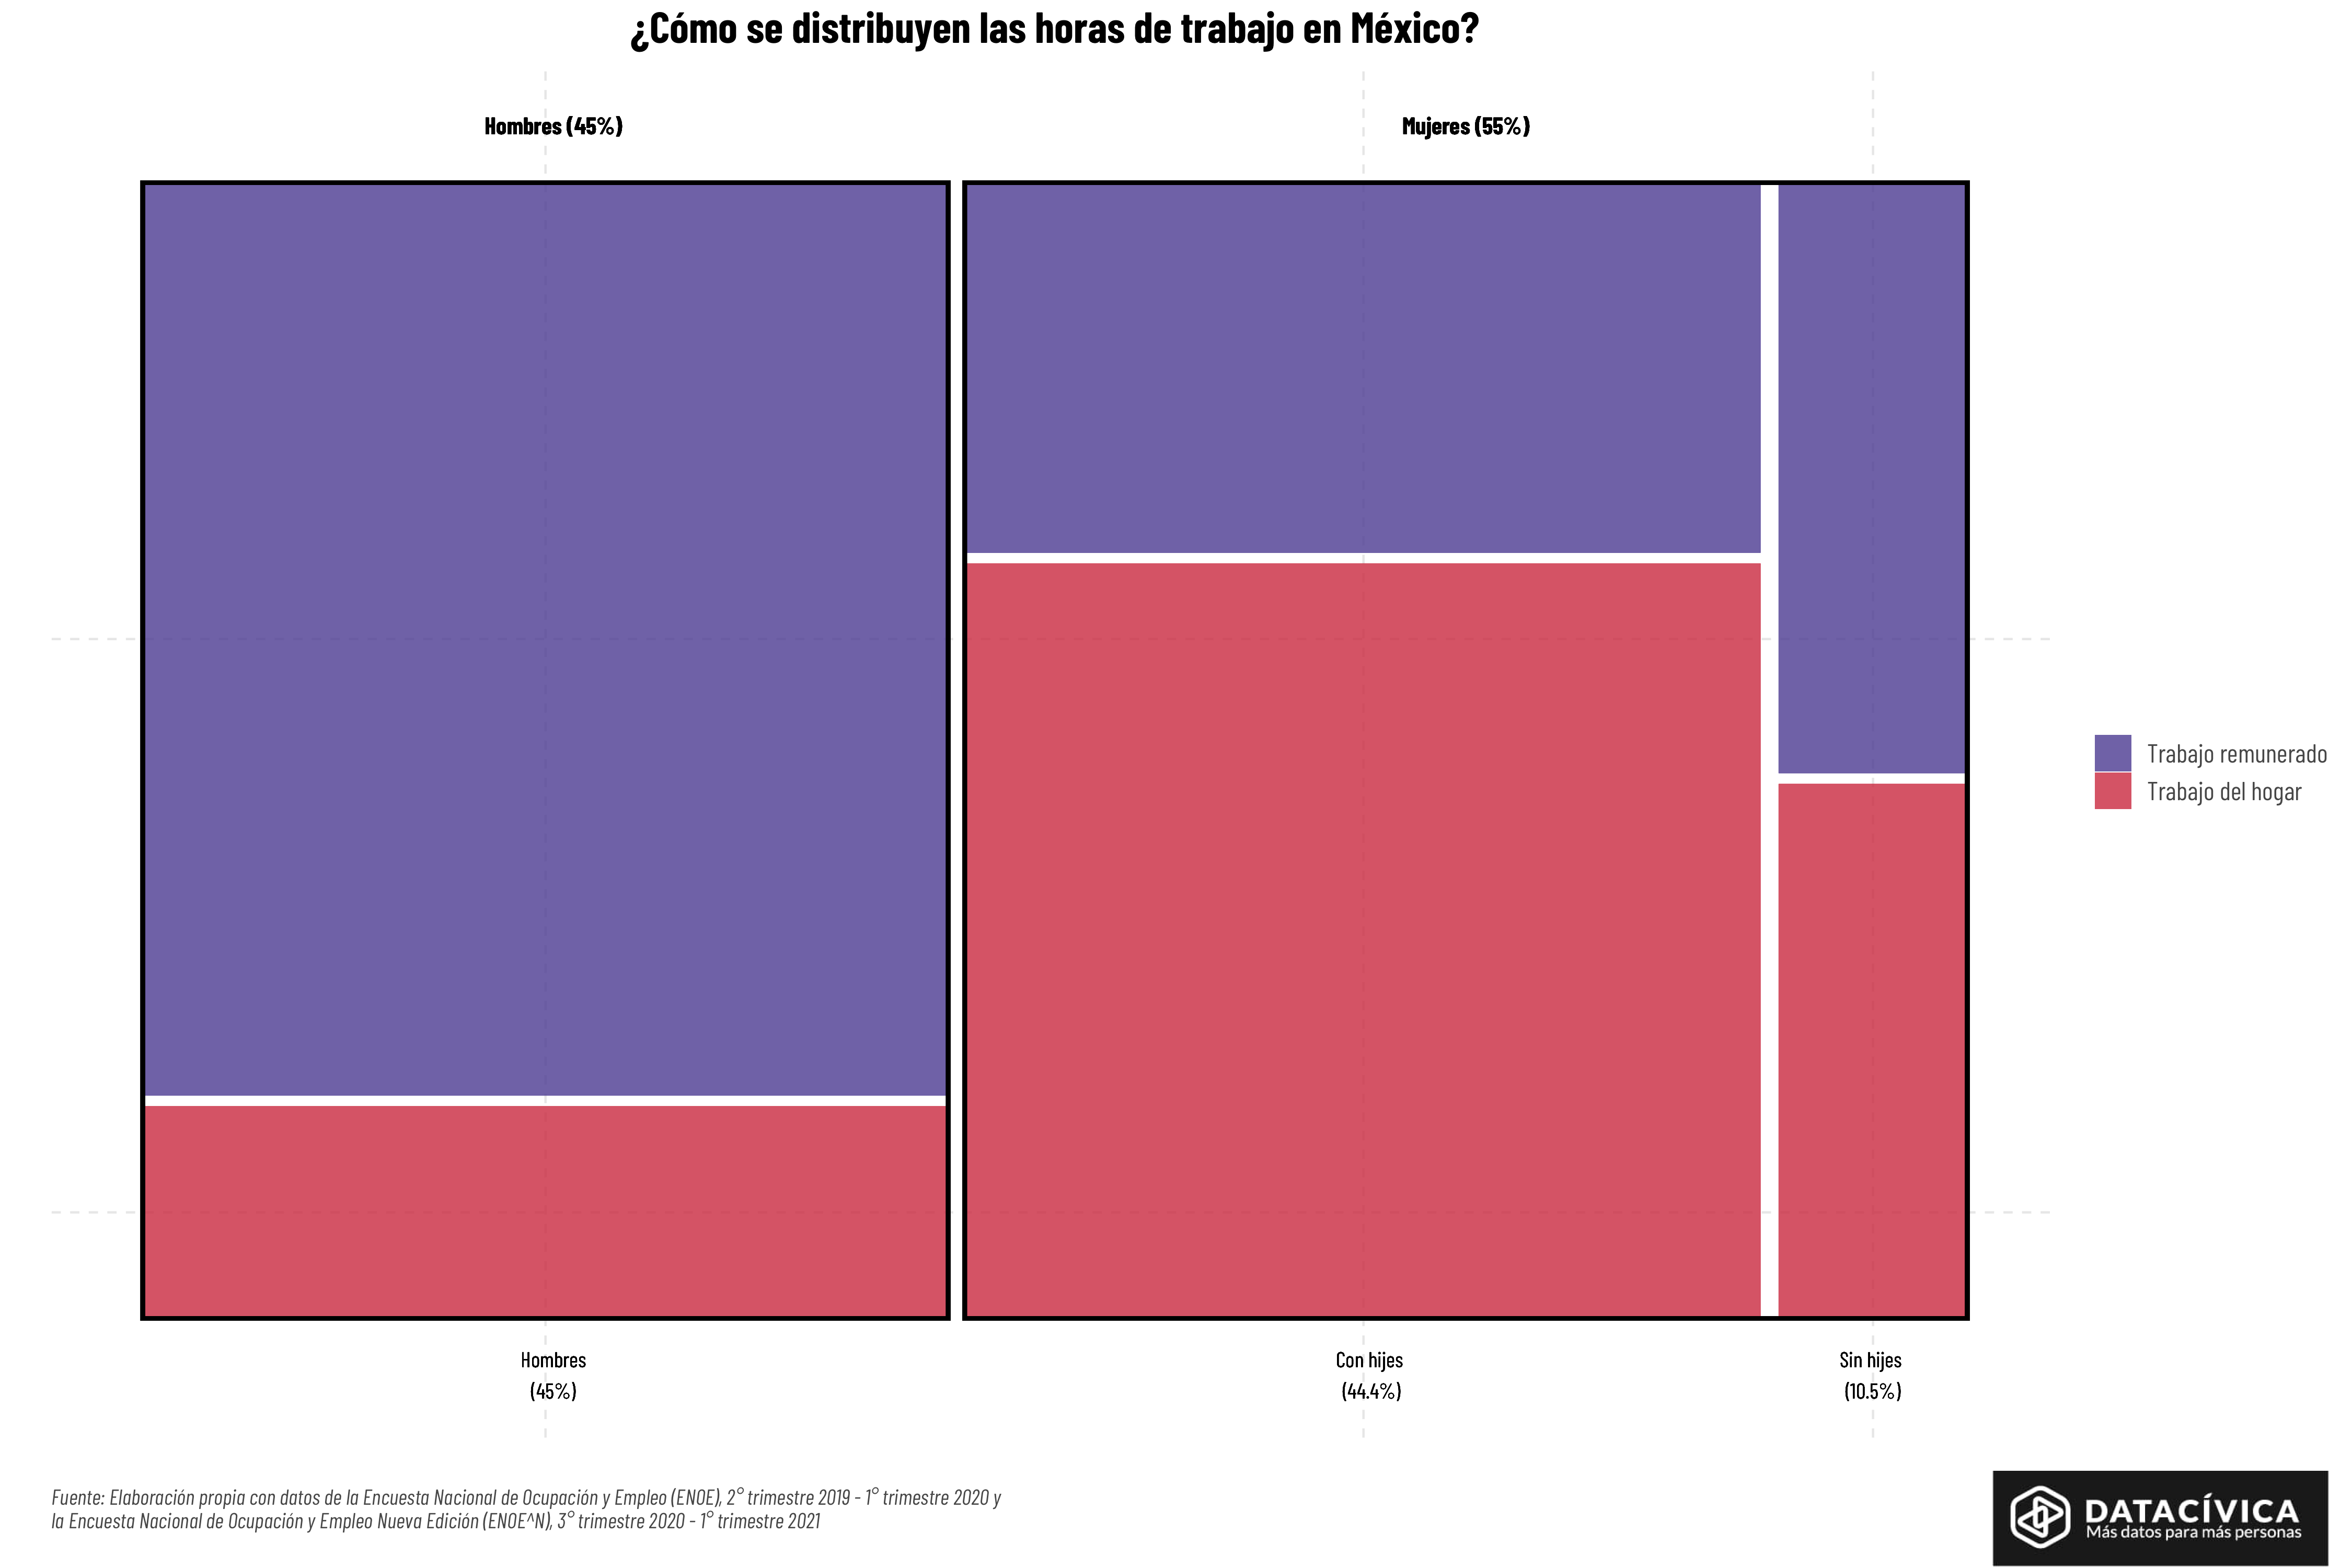 ¿Cómo se distribuyen las horas de trabajo en México?
Hombres (45%)
Mujeres (55%)
Trabajo remunerado
Trabajo del hogar
Hombres
(45%)
Con hijes
(44.4%)
Sin hijes
(10.5%)
Fuente: Elaboración propia con datos de la Encuesta Nacional de Ocupación y Empleo (ENOE), 2° trimestre 2019 - 1° trimestre 2020 y
la Encuesta Nacional de Ocupación y Empleo Nueva Edición (ENOE^N), 3° trimestre 2020 - 1° trimestre 2021
DATACÍVICA
Más datos para más personas